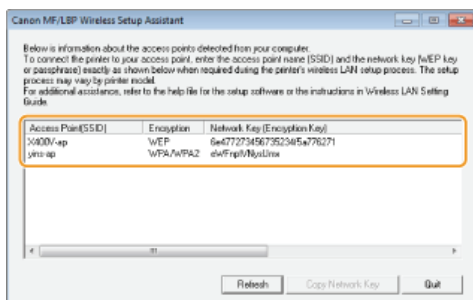 Canon MF/LBP Wireless Setup Assistant
Below is information about the access points detected from your computer.
To connect the printer to your access point, enter the access point name (SSID) and the network key (WEP key
or passphrase) exactly as shown below when required during the printer's wireless LAN setup process. The setup
process may vary by printer model.
For additional assistance, refer to the help file for the setup software or the instructions in Wireless LAN Setting
Guide.
Access Point(SSID) Encryption Network Key(Encryption Key)
X400V-ap WEP
yins-ap WPA/WPA2
Refresh Copy Network Key Quit